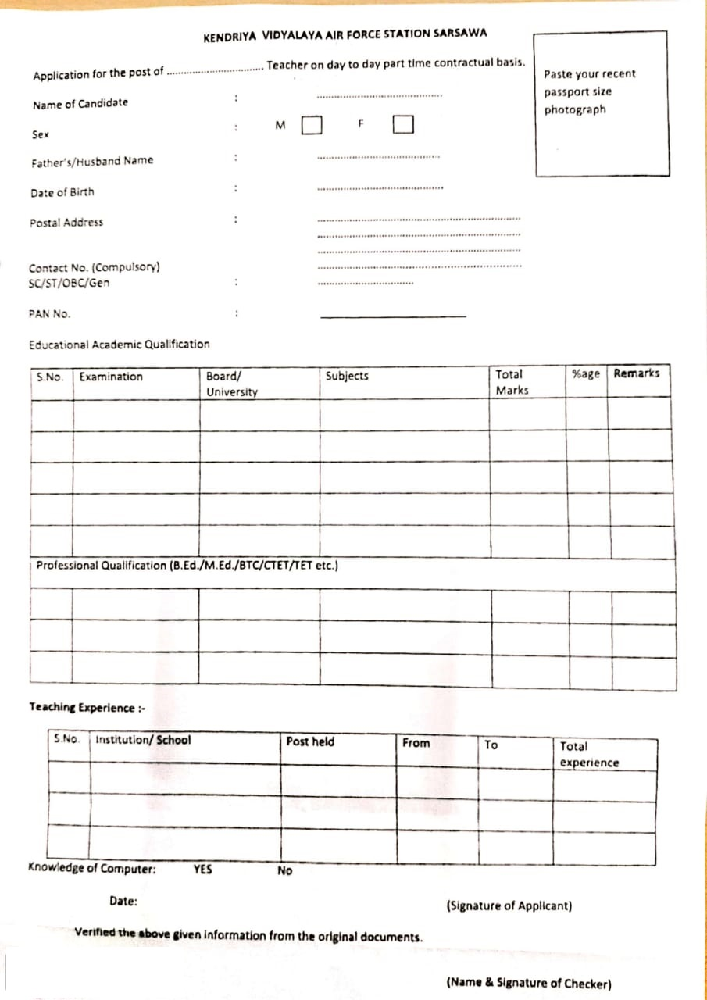 KENDRIYA VIDYALAYA AIR FORCE STATION SARSAWA
Application for the post of ............................... Teacher on day to day part time contractual basis.
Paste your recent
passport size
photograph
Name of Candidate : ........................................
Sex : M F
Father's/Husband Name : ........................................
Date of Birth : ........................................
Postal Address : .................................................................
.................................................................
.................................................................
Contact No. (Compulsory) .................................................................
SC/ST/OBC/Gen : ...............................
PAN No. : ____________________
Educational Academic Qualification
S.No. Examination Board/ Subjects Total %age Remarks
University Marks
Professional Qualification (B.Ed./M.Ed./BTC/CTET/TET etc.)
Teaching Experience :-
S.No. Institution/ School Post held From To Total
experience
Knowledge of Computer: YES No
Date: (Signature of Applicant)
Verified the above given information from the original documents.
(Name & Signature of Checker)